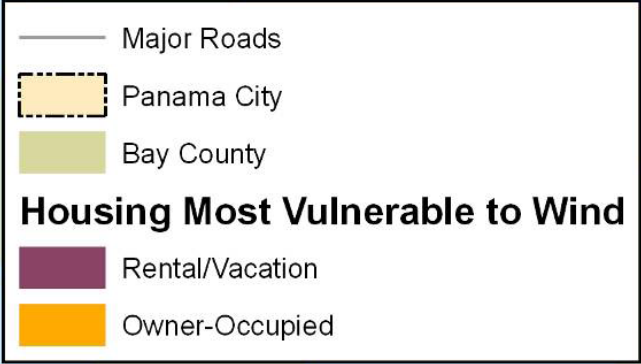 Major Roads
Panama City
Bay County
Housing Most Vulnerable to Wind
Rental/Vacation
Owner-Occupied